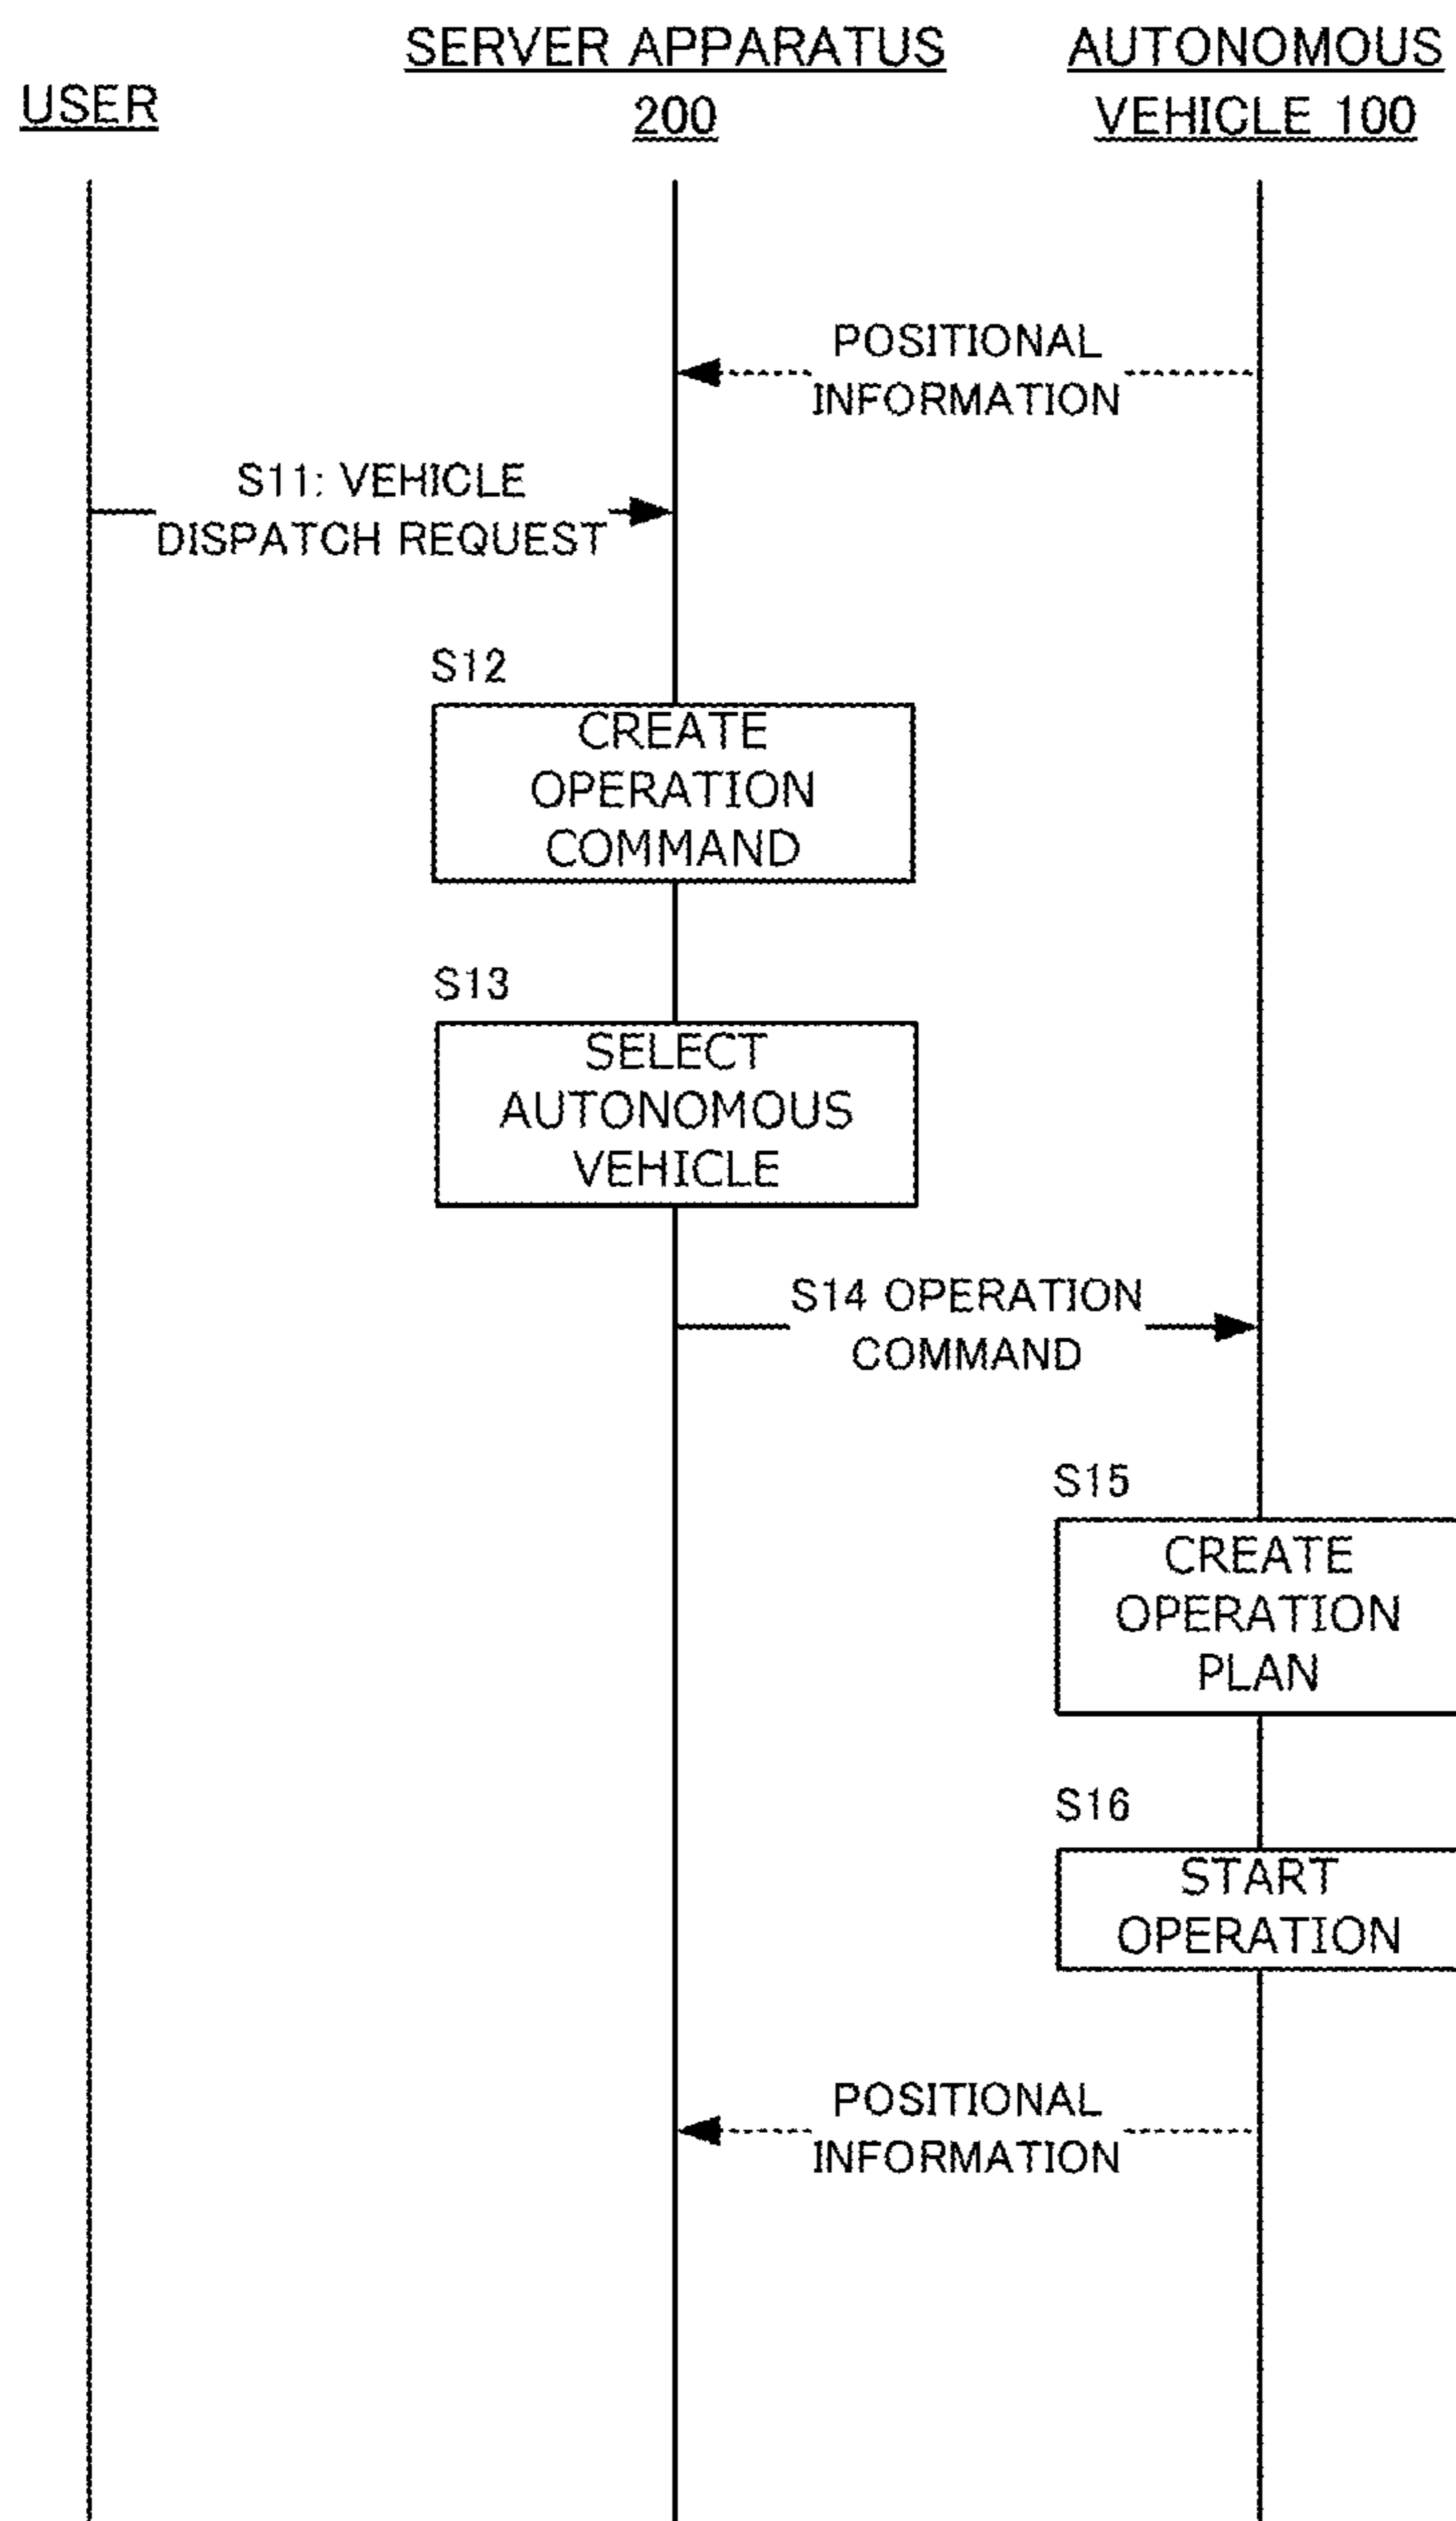 USER
SERVER APPARATUS
200
AUTONOMOUS
VEHICLE 100
POSITIONAL
INFORMATION
S11: VEHICLE
DISPATCH REQUEST
S12
CREATE
OPERATION
COMMAND
S13
SELECT
AUTONOMOUS
VEHICLE
S14 OPERATION
COMMAND
S15
CREATE
OPERATION
PLAN
S16
START
OPERATION
POSITIONAL
INFORMATION